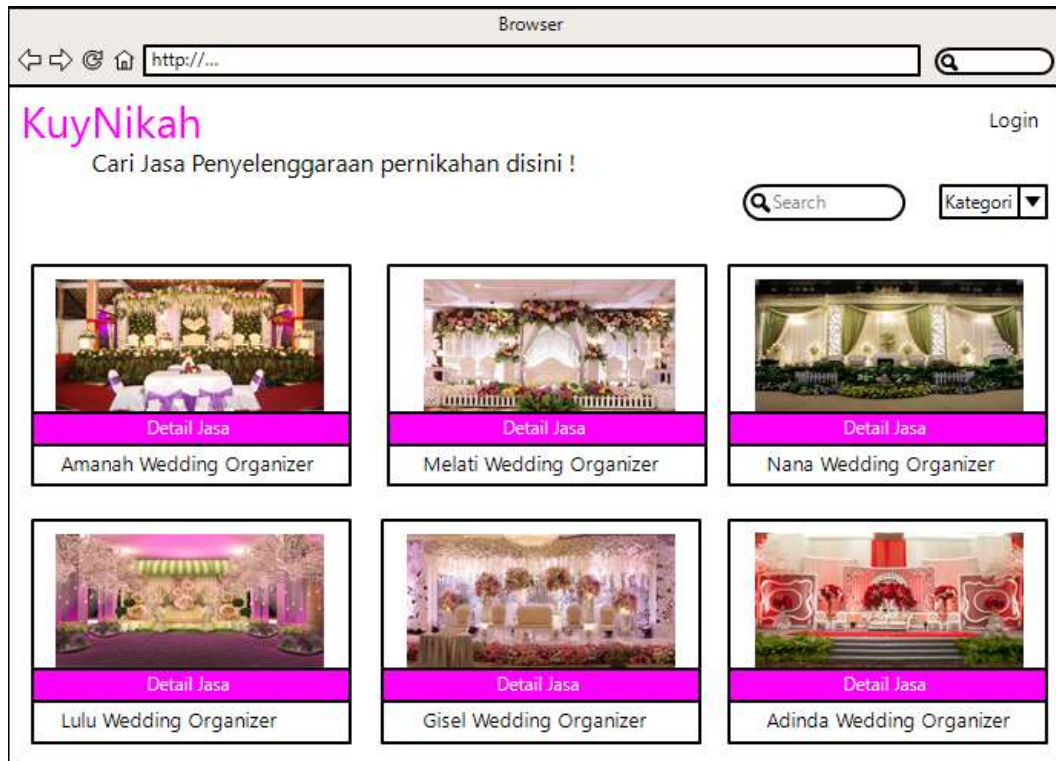 Browser
http://...
KuyNikah
Login
Cari Jasa Penyelenggaraan pernikahan disini !
Search
Kategori
Detail Jasa
Detail Jasa
Detail Jasa
Amanah Wedding Organizer
Melati Wedding Organizer
Nana Wedding Organizer
Detail Jasa
Detail Jasa
Detail Jasa
Lulu Wedding Organizer
Gisel Wedding Organizer
Adinda Wedding Organizer